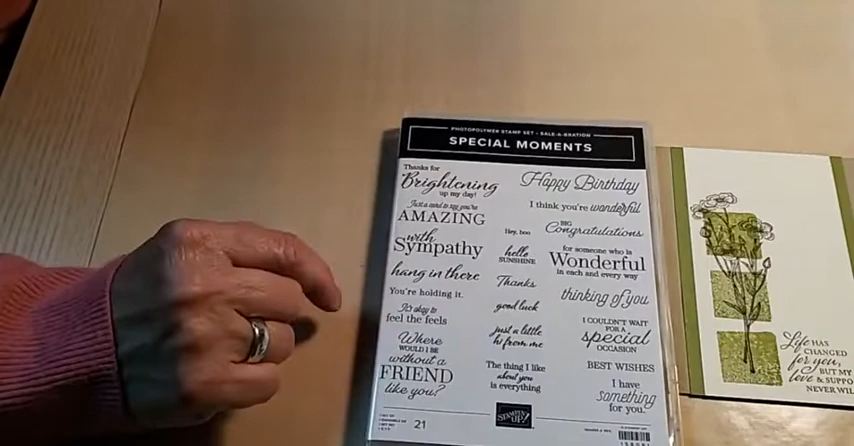 PHOTOPOLYMER STAMP SET • SALE-A-BRATION
SPECIAL MOMENTS
Thanks for
Brightening
up my day!
Just a card to say you're
AMAZING
with
Sympathy
hang in there
You're holding it.
It's okay to
feel the feels
Where
WOULD I BE
without a
FRIEND
like you?
Hey, boo
hello
SUNSHINE
Thanks
good luck
just a little
hi from me
The thing I like
about you
is everything
Happy Birthday
I think you're wonderful
BIG
Congratulations
for someone who is
Wonderful
in each and every way
thinking of you
I COULDN'T WAIT
FOR A
special
OCCASION
BEST WISHES
I have
something
for you.
21
STAMPIN' UP!
Life HAS
CHANGED
for you,
BUT MY
love & SUPPO
NEVER WIL